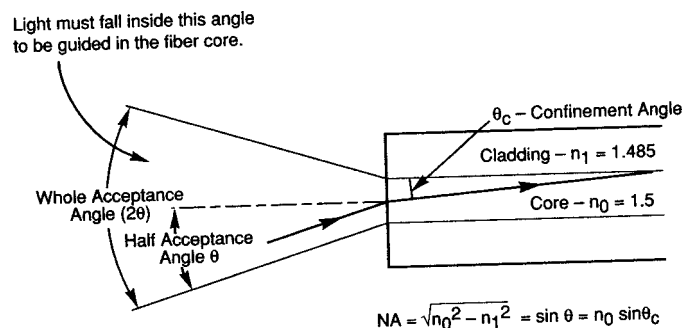 Light must fall inside this angle
to be guided in the fiber core.
θC – Confinement Angle
Cladding – n1 = 1.485
Whole Acceptance
Angle (2θ)
Core – n0 = 1.5
Half Acceptance
Angle θ
NA = √n0² – n1² = sin θ = n0 sinθc